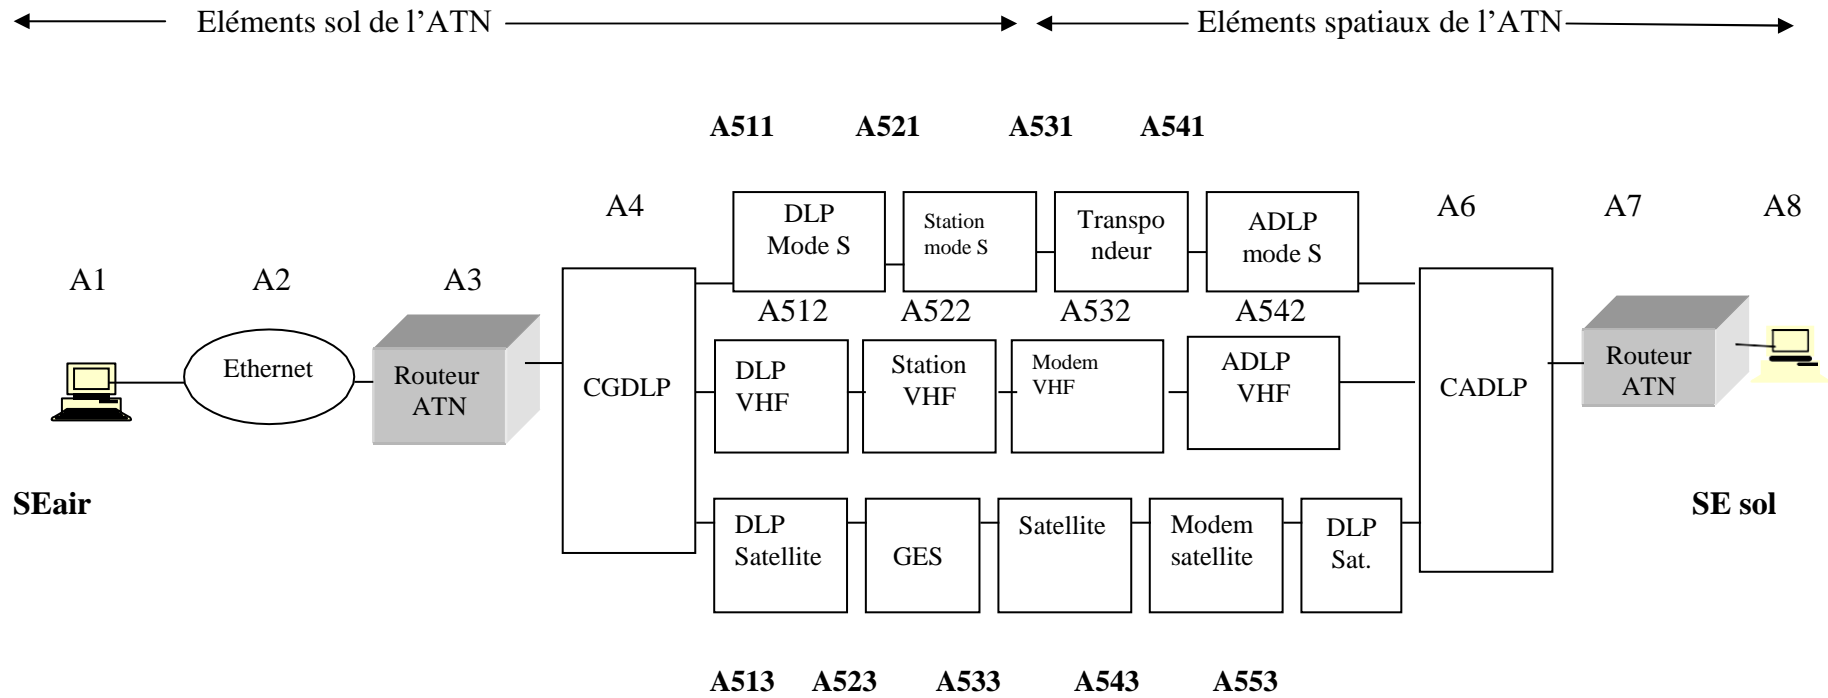 Eléments sol de l’ATN
Eléments spatiaux de l’ATN
A511 A521 A531 A541
A4
A6 A7 A8
DLP
Mode S
Station
mode S
Transpo
ndeur
ADLP
mode S
A1 A2 A3
A512 A522 A532 A542
Ethernet
Routeur
ATN
CGDLP
DLP
VHF
Station
VHF
Modem
VHF
ADLP
VHF
CADLP
Routeur
ATN
SEair
SE sol
DLP
Satellite
GES
Satellite
Modem
satellite
DLP
Sat.
A513 A523 A533 A543 A553